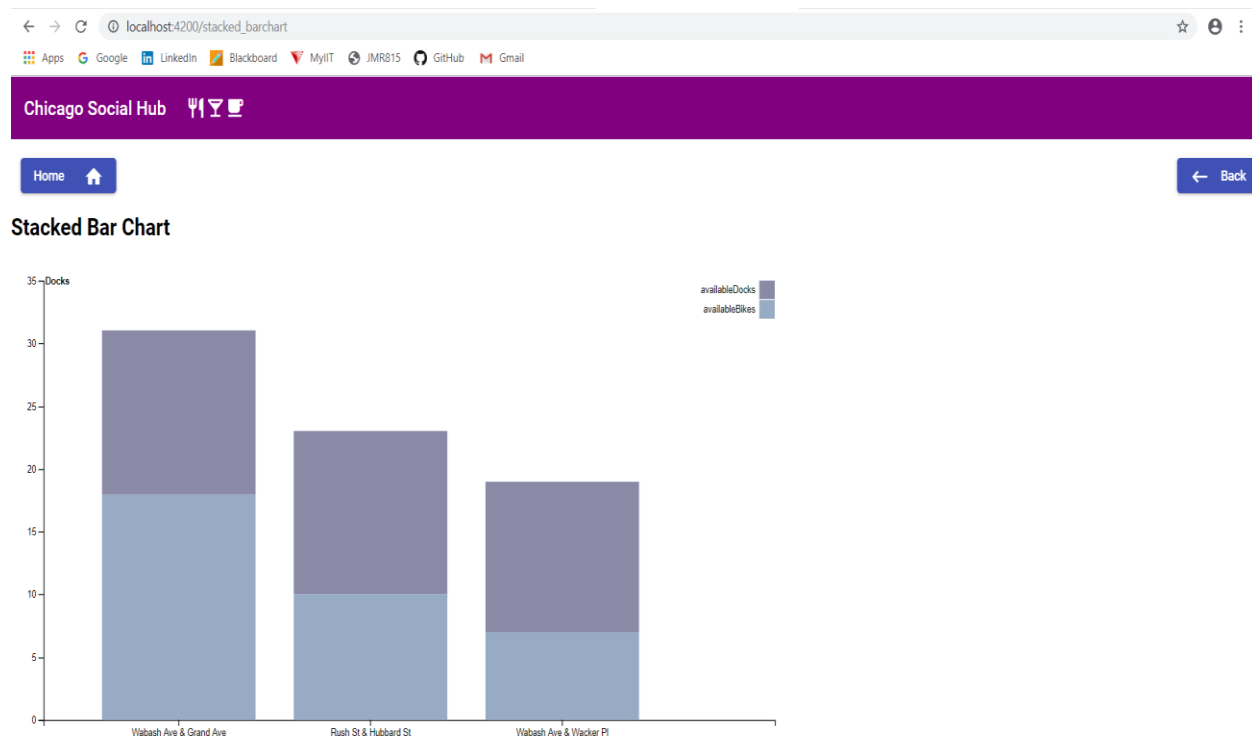 localhost:4200/stacked_barchart
Apps Google LinkedIn Blackboard MyIIT JMR815 GitHub Gmail
Chicago Social Hub
Home Back
Stacked Bar Chart
35 Docks
availableDocks
availableBikes
30
25
20
15
10
5
0
Wabash Ave & Grand Ave Rush St & Hubbard St Wabash Ave & Wacker Pl